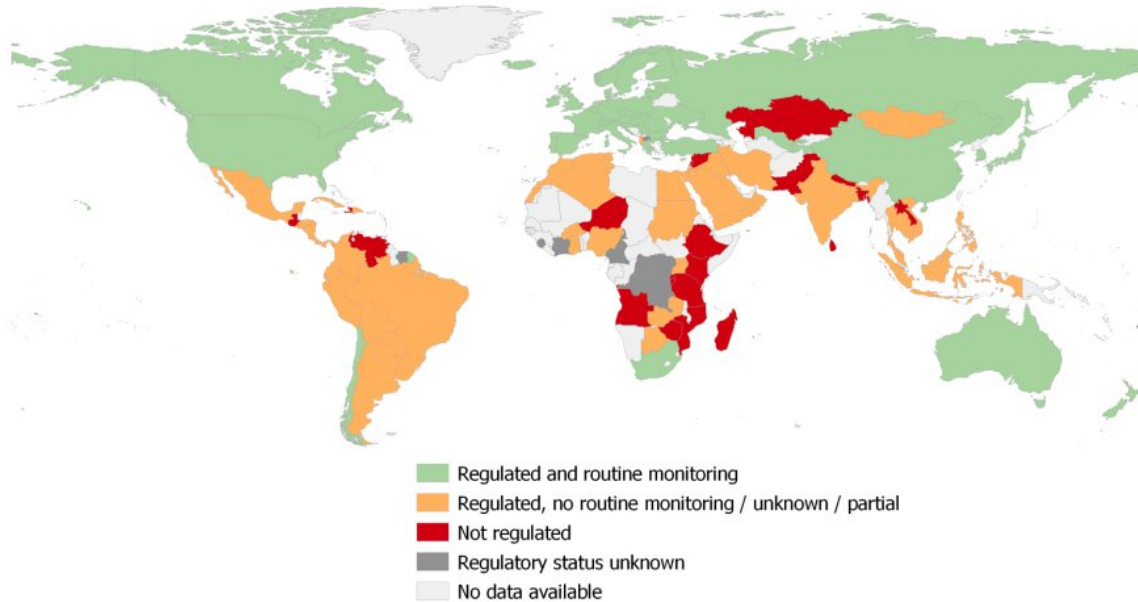 Regulated and routine monitoring
Regulated, no routine monitoring / unknown / partial
Not regulated
Regulatory status unknown
No data available